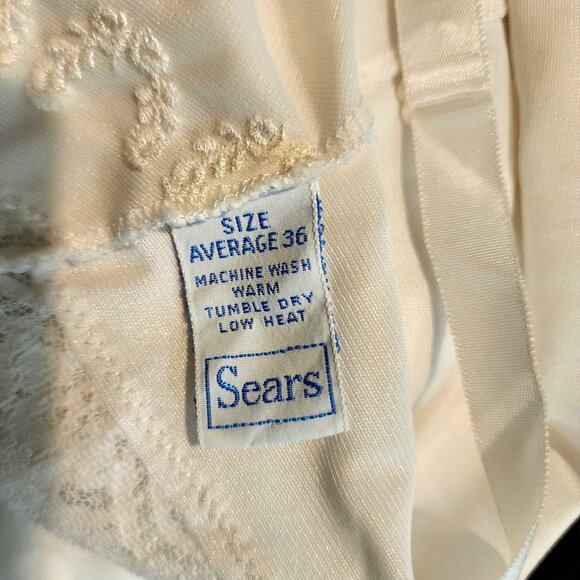 SIZE
AVERAGE 36
MACHINE WASH
WARM
TUMBLE DRY
LOW HEAT
Sears